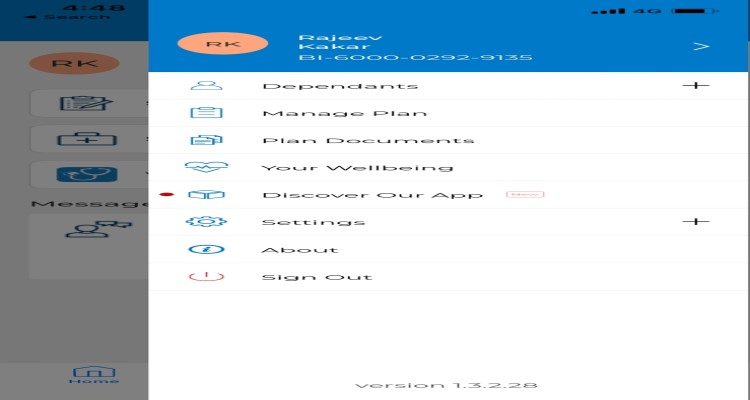 4:48
4G
Search
RK
RK
Rajeev
Kakar
BI-6000-0292-9135
Dependants
Manage Plan
Plan Documents
Your Wellbeing
Discover Our App New
Settings
About
Sign Out
Message
Home
version 1.3.2.28